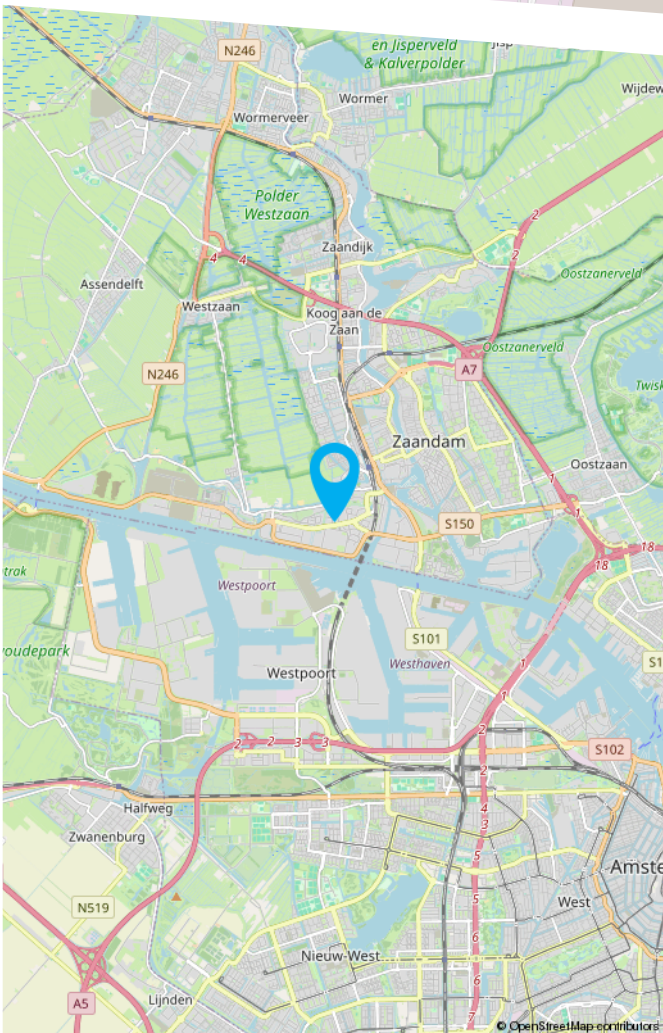 en Jisperveld
& Kalverpolder
N246
Wormer
Wijdew
Wormerveer
Polder
Westzaan
2
Zaandijk
4
4
2
Oostzanerveld
Assendelft
Westzaan
Koog aan de
Zaan
Oostzanerveld
N246
A7
Twisk
Zaandam
Oostzaan
1
1
S150
18
18
trak
Westpoort
S101
oudepark
Westhaven
S1
Westpoort
1
1
2
2
2
3
3
S102
2
Halfweg
4
3
Zwanenburg
5
Amste
5
West
N519
6
Nieuw-West
6
A5
Lijnden
7
© OpenStreetMap contributors